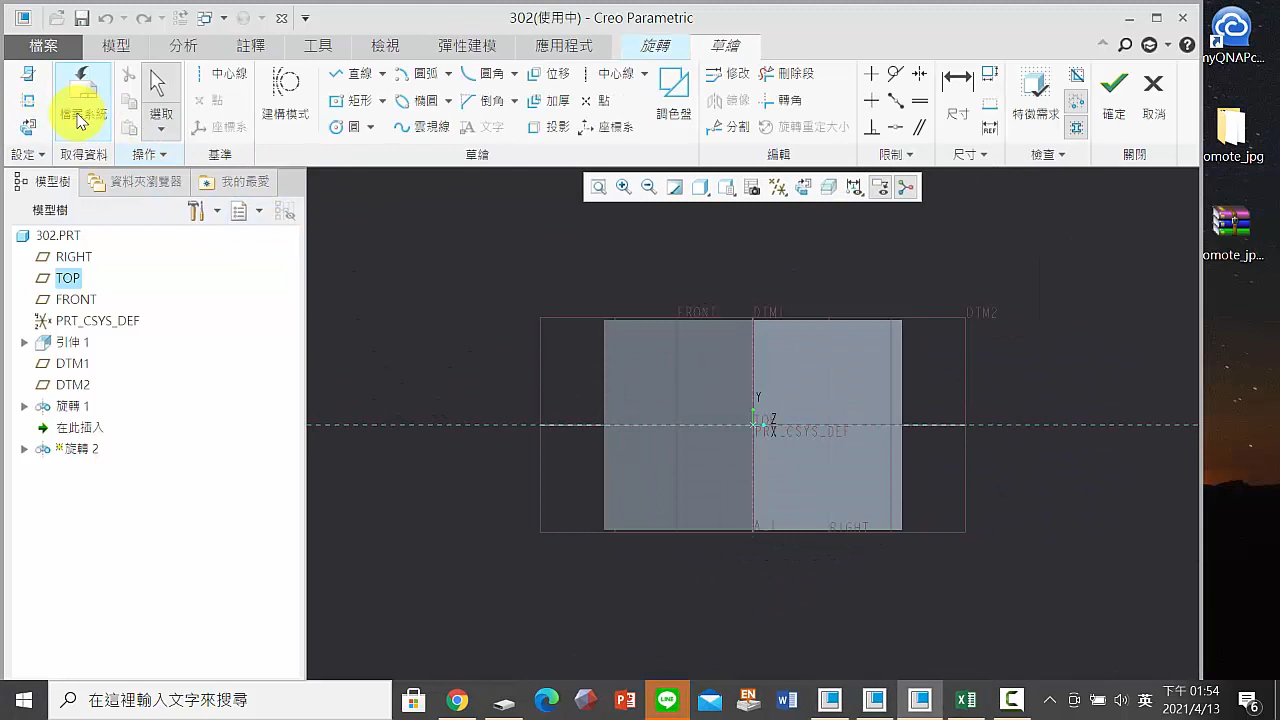 302(使用中) - Creo Parametric
檔案 模型 分析 註釋 工具 檢視 彈性建模 應用程式 旋轉 草繪
檔案系統 選取 中心線 點 座標系 建構模式
直線 圓弧 圓角 位移 中心線
矩形 橢圓 倒角 加厚 點
圓 雲規線 文字 投影 座標系
調色盤
修改 刪除段
鏡像 轉角
分割 旋轉重定大小
尺寸 特徵需求 確定 取消
設定 取得資料 操作 基準 草繪 編輯 限制 尺寸 檢查 關閉
模型樹 資料夾瀏覽器 我的最愛
模型樹
302.PRT
RIGHT
TOP
FRONT
PRT_CSYS_DEF
引伸 1
DTM1
DTM2
旋轉 1
在此插入
旋轉 2
FRONT DTM1 DTM2
Y
Z
PRT_CSYS_DEF
X
A_1 RIGHT
myQNAPc...
omote_jpg
omote_jp...
在這裡輸入文字來搜尋
下午 01:54
2021/4/13
6